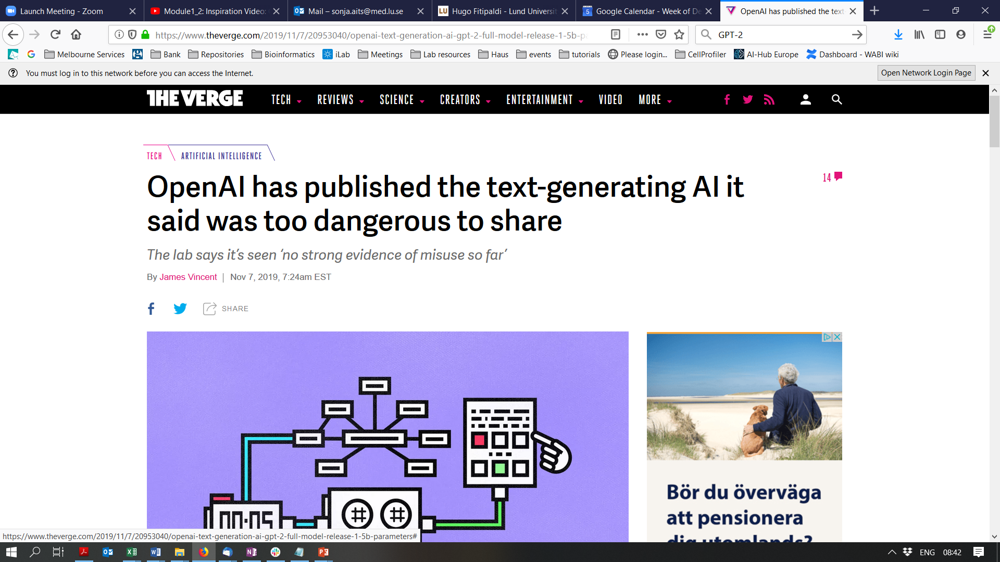 Launch Meeting - Zoom
Module1_2: Inspiration Video:
Mail – sonja.aits@med.lu.se
LU
Hugo Fitipaldi - Lund Universit
5
Google Calendar - Week of De
OpenAI has published the text
https://www.theverge.com/2019/11/7/20953040/openai-text-generation-ai-gpt-2-full-model-release-1-5b-pa
GPT-2
Melbourne Services
Bank
Repositories
Bioinformatics
iLab
Meetings
Lab resources
Haus
events
tutorials
Please login...
CellProfiler
AI-Hub Europe
Dashboard - WABI wiki
You must log in to this network before you can access the Internet.
Open Network Login Page
THE VERGE
TECH
REVIEWS
SCIENCE
CREATORS
ENTERTAINMENT
VIDEO
MORE
TECH
ARTIFICIAL INTELLIGENCE
OpenAI has published the text-generating AI it
said was too dangerous to share
14
The lab says it’s seen ‘no strong evidence of misuse so far’
By James Vincent | Nov 7, 2019, 7:24am EST
SHARE
00:05
# #
Bör du överväga
att pensionera
dig utomlands?
https://www.theverge.com/2019/11/7/20953040/openai-text-generation-ai-gpt-2-full-model-release-1-5b-parameters#
ENG
08:42